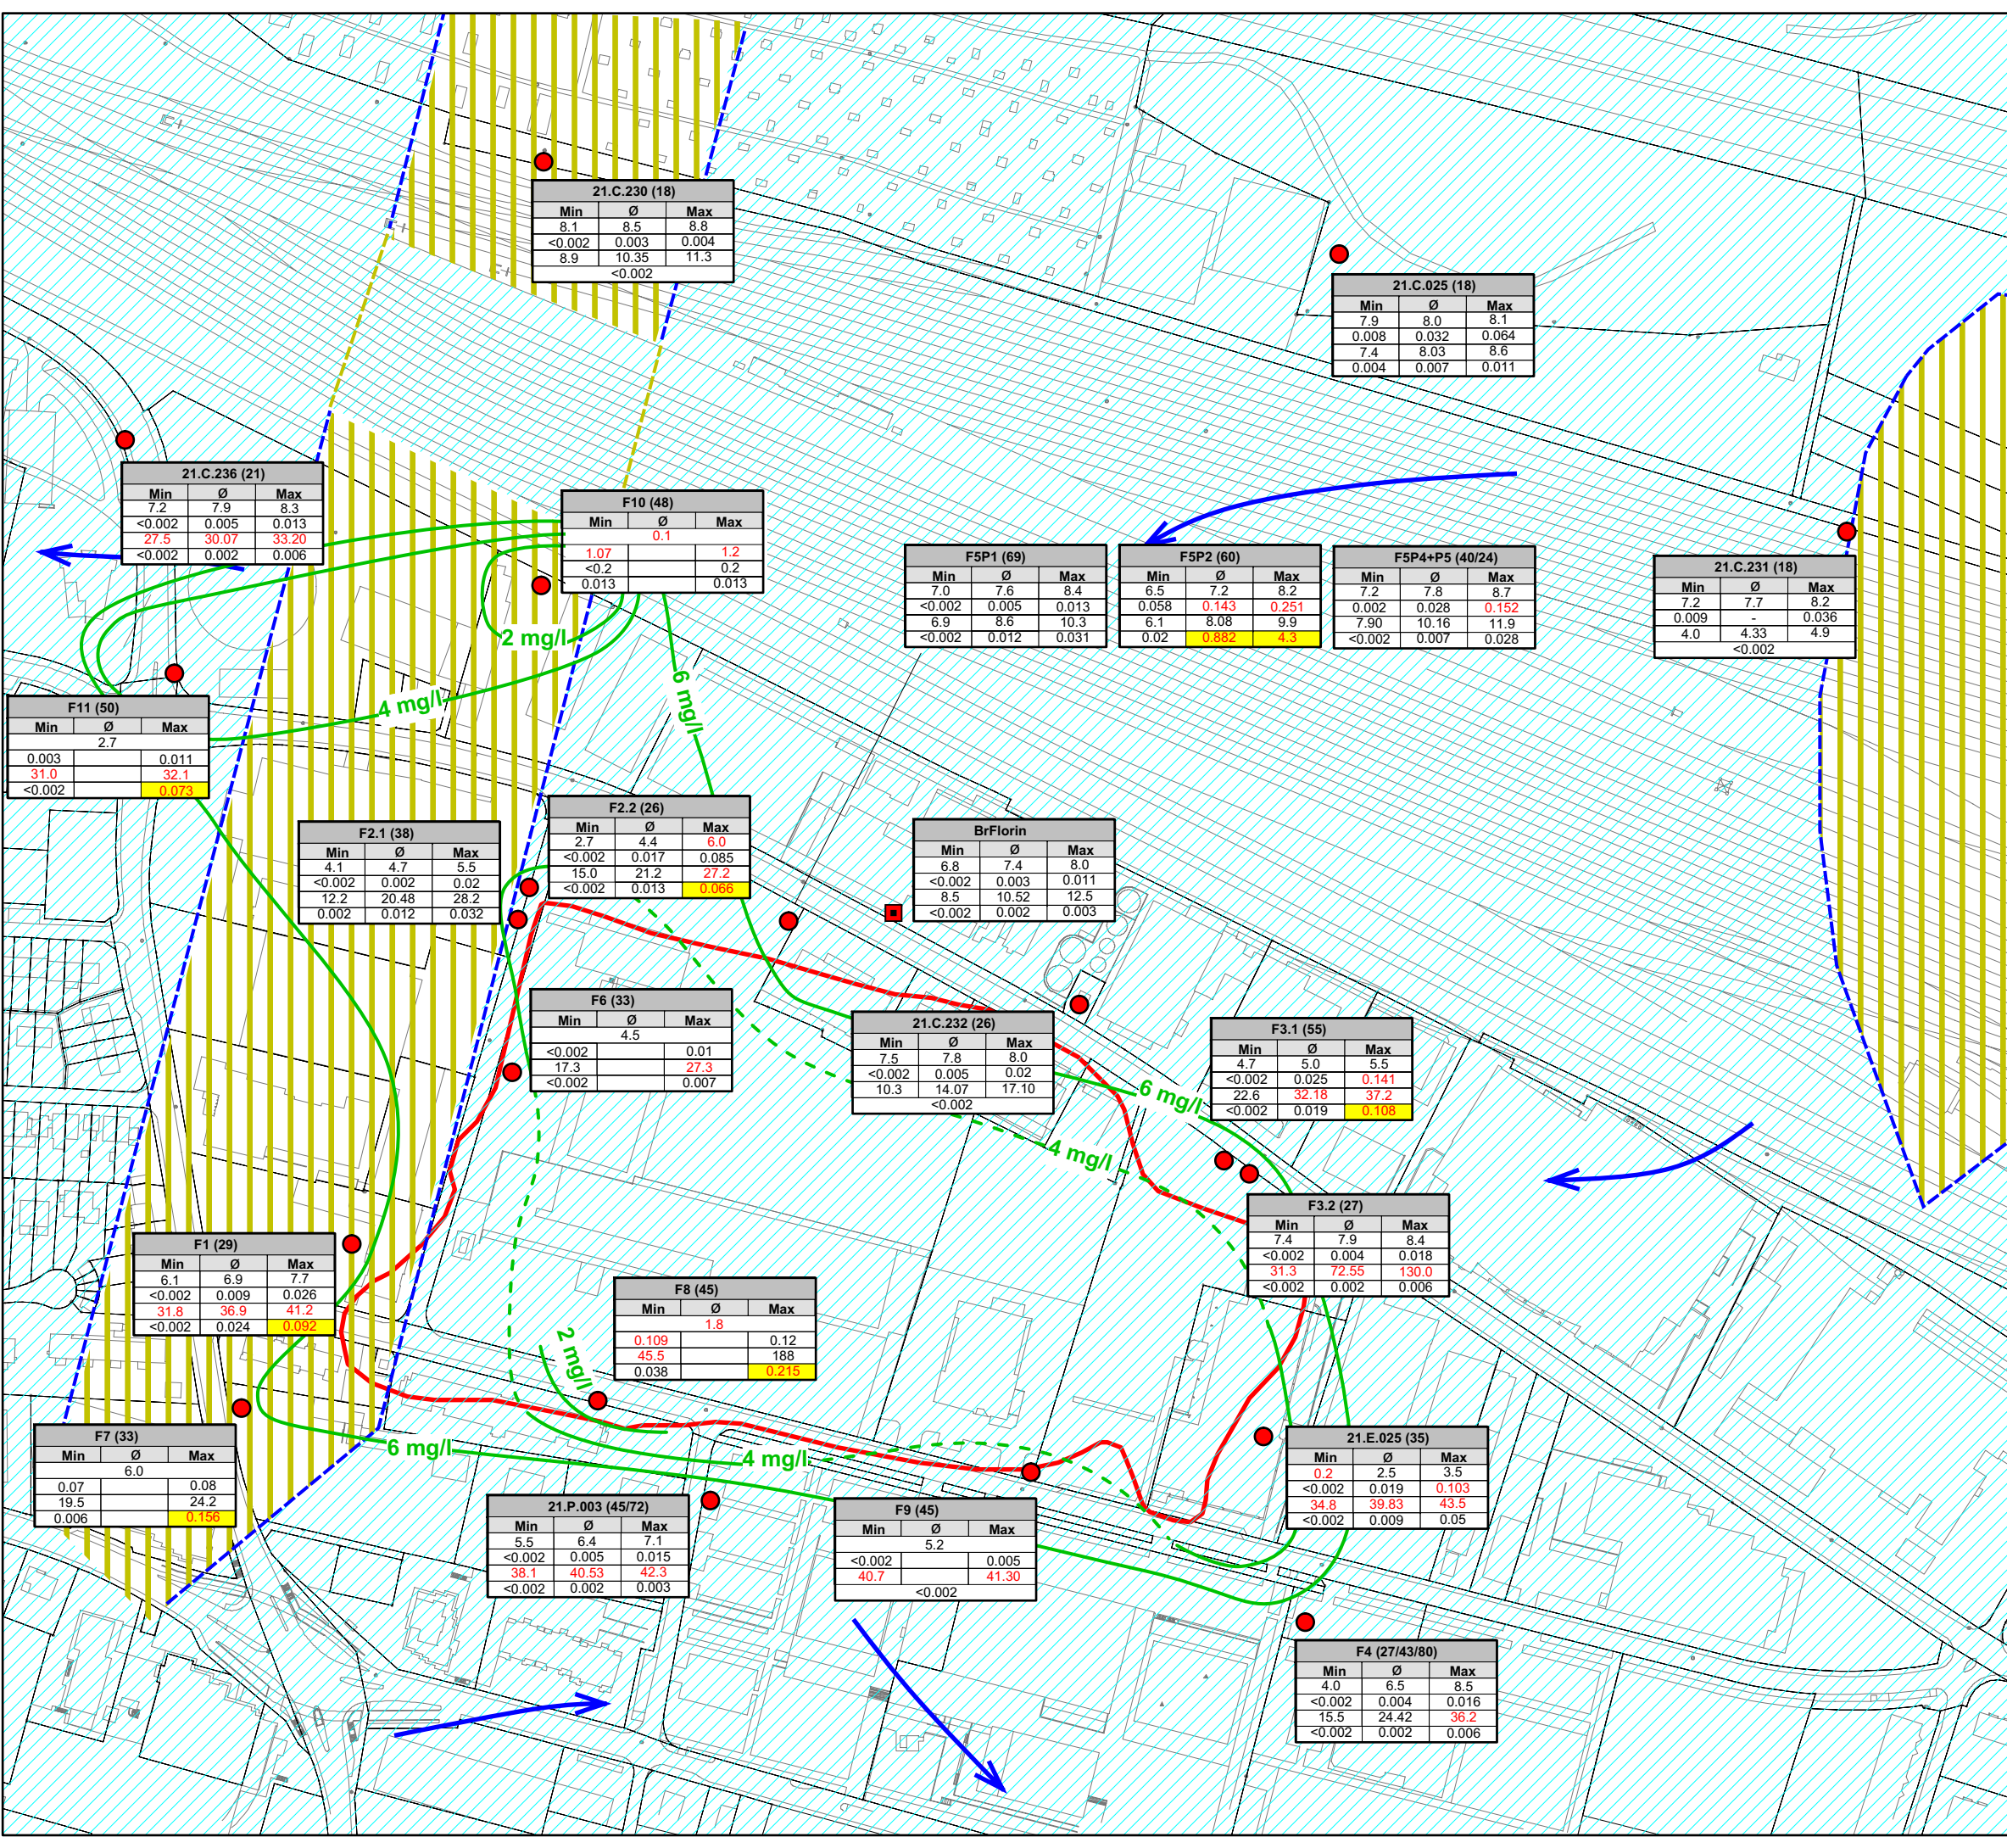 21.C.230 (18)
Min Ø Max
8.1 8.5 8.8
<0.002 0.003 0.004
8.9 10.35 11.3
<0.002
21.C.025 (18)
Min Ø Max
7.9 8.0 8.1
0.008 0.032 0.064
7.4 8.03 8.6
0.004 0.007 0.011
21.C.236 (21)
Min Ø Max
7.2 7.9 8.3
<0.002 0.005 0.013
27.5 30.07 33.20
<0.002 0.002 0.006
F10 (48)
Min Ø Max
0.1
1.07 1.2
<0.2 0.2
0.013 0.013
F5P1 (69)
Min Ø Max
7.0 7.6 8.4
<0.002 0.005 0.013
6.9 8.6 10.3
<0.002 0.012 0.031
F5P2 (60)
Min Ø Max
6.5 7.2 8.2
0.058 0.143 0.251
6.1 8.08 9.9
0.02 0.882 4.3
F5P4+P5 (40/24)
Min Ø Max
7.2 7.8 8.7
0.002 0.028 0.152
7.90 10.16 11.9
<0.002 0.007 0.028
21.C.231 (18)
Min Ø Max
7.2 7.7 8.2
0.009 - 0.036
4.0 4.33 4.9
<0.002
2 mg/l
4 mg/l
6 mg/l
F11 (50)
Min Ø Max
2.7
0.003 0.011
31.0 32.1
<0.002 0.073
F2.1 (38)
Min Ø Max
4.1 4.7 5.5
<0.002 0.002 0.02
12.2 20.48 28.2
0.002 0.012 0.032
F2.2 (26)
Min Ø Max
2.7 4.4 6.0
<0.002 0.017 0.085
15.0 21.2 27.2
<0.002 0.013 0.066
BrFlorin
Min Ø Max
6.8 7.4 8.0
<0.002 0.003 0.011
8.5 10.52 12.5
<0.002 0.002 0.003
F6 (33)
Min Ø Max
4.5
<0.002 0.01
17.3 27.3
<0.002 0.007
21.C.232 (26)
Min Ø Max
7.5 7.8 8.0
<0.002 0.005 0.02
10.3 14.07 17.10
<0.002
F3.1 (55)
Min Ø Max
4.7 5.0 5.5
<0.002 0.025 0.141
22.6 32.18 37.2
<0.002 0.019 0.108
6 mg/l
4 mg/l
F3.2 (27)
Min Ø Max
7.4 7.9 8.4
<0.002 0.004 0.018
31.3 72.55 130.0
<0.002 0.002 0.006
F1 (29)
Min Ø Max
6.1 6.9 7.7
<0.002 0.009 0.026
31.8 36.9 41.2
<0.002 0.024 0.092
F8 (45)
Min Ø Max
1.8
0.109 0.12
45.5 188
0.038 0.215
2 mg/l
6 mg/l
4 mg/l
F7 (33)
Min Ø Max
6.0
0.07 0.08
19.5 24.2
0.006 0.156
21.P.003 (45/72)
Min Ø Max
5.5 6.4 7.1
<0.002 0.005 0.015
38.1 40.53 42.3
<0.002 0.002 0.003
F9 (45)
Min Ø Max
5.2
<0.002 0.005
40.7 41.30
<0.002
21.E.025 (35)
Min Ø Max
0.2 2.5 3.5
<0.002 0.019 0.103
34.8 39.83 43.5
<0.002 0.009 0.05
F4 (27/43/80)
Min Ø Max
4.0 6.5 8.5
<0.002 0.004 0.016
15.5 24.42 36.2
<0.002 0.002 0.006